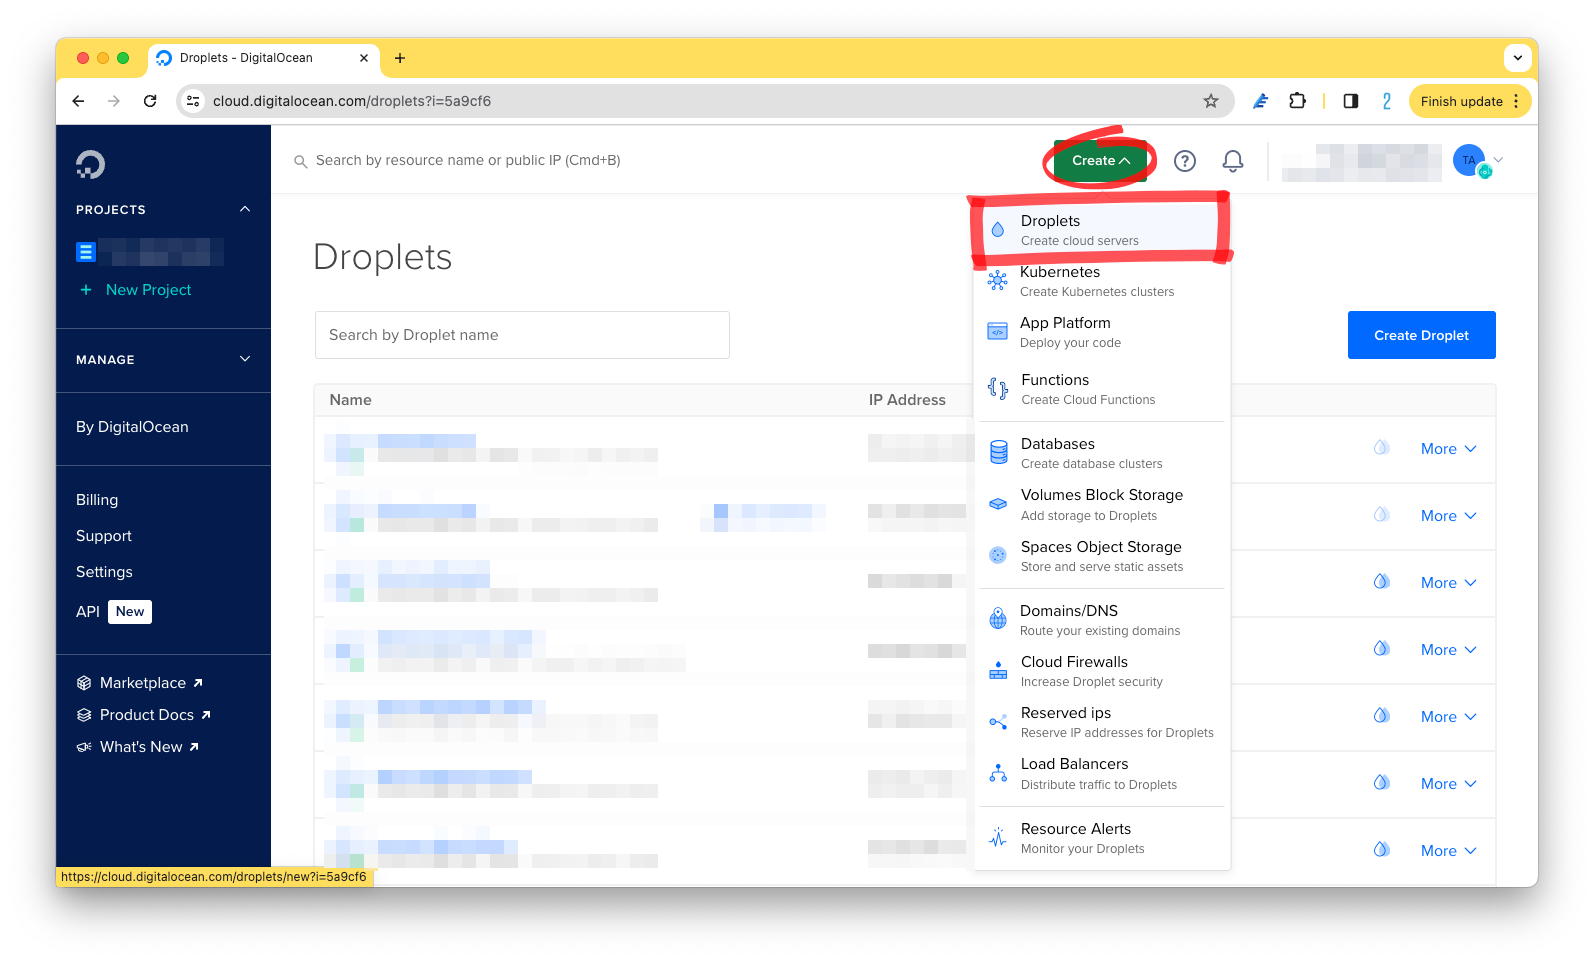 Droplets - DigitalOcean
cloud.digitalocean.com/droplets?i=5a9cf6
2
Finish update
Search by resource name or public IP (Cmd+B)
Create
TA
PROJECTS
New Project
MANAGE
By DigitalOcean
Billing
Support
Settings
API New
Marketplace
Product Docs
What's New
Droplets
Search by Droplet name
Create Droplet
Name IP Address
More
More
More
More
More
More
More
Droplets
Create cloud servers
Kubernetes
Create Kubernetes clusters
App Platform
Deploy your code
Functions
Create Cloud Functions
Databases
Create database clusters
Volumes Block Storage
Add storage to Droplets
Spaces Object Storage
Store and serve static assets
Domains/DNS
Route your existing domains
Cloud Firewalls
Increase Droplet security
Reserved ips
Reserve IP addresses for Droplets
Load Balancers
Distribute traffic to Droplets
Resource Alerts
Monitor your Droplets
https://cloud.digitalocean.com/droplets/new?i=5a9cf6